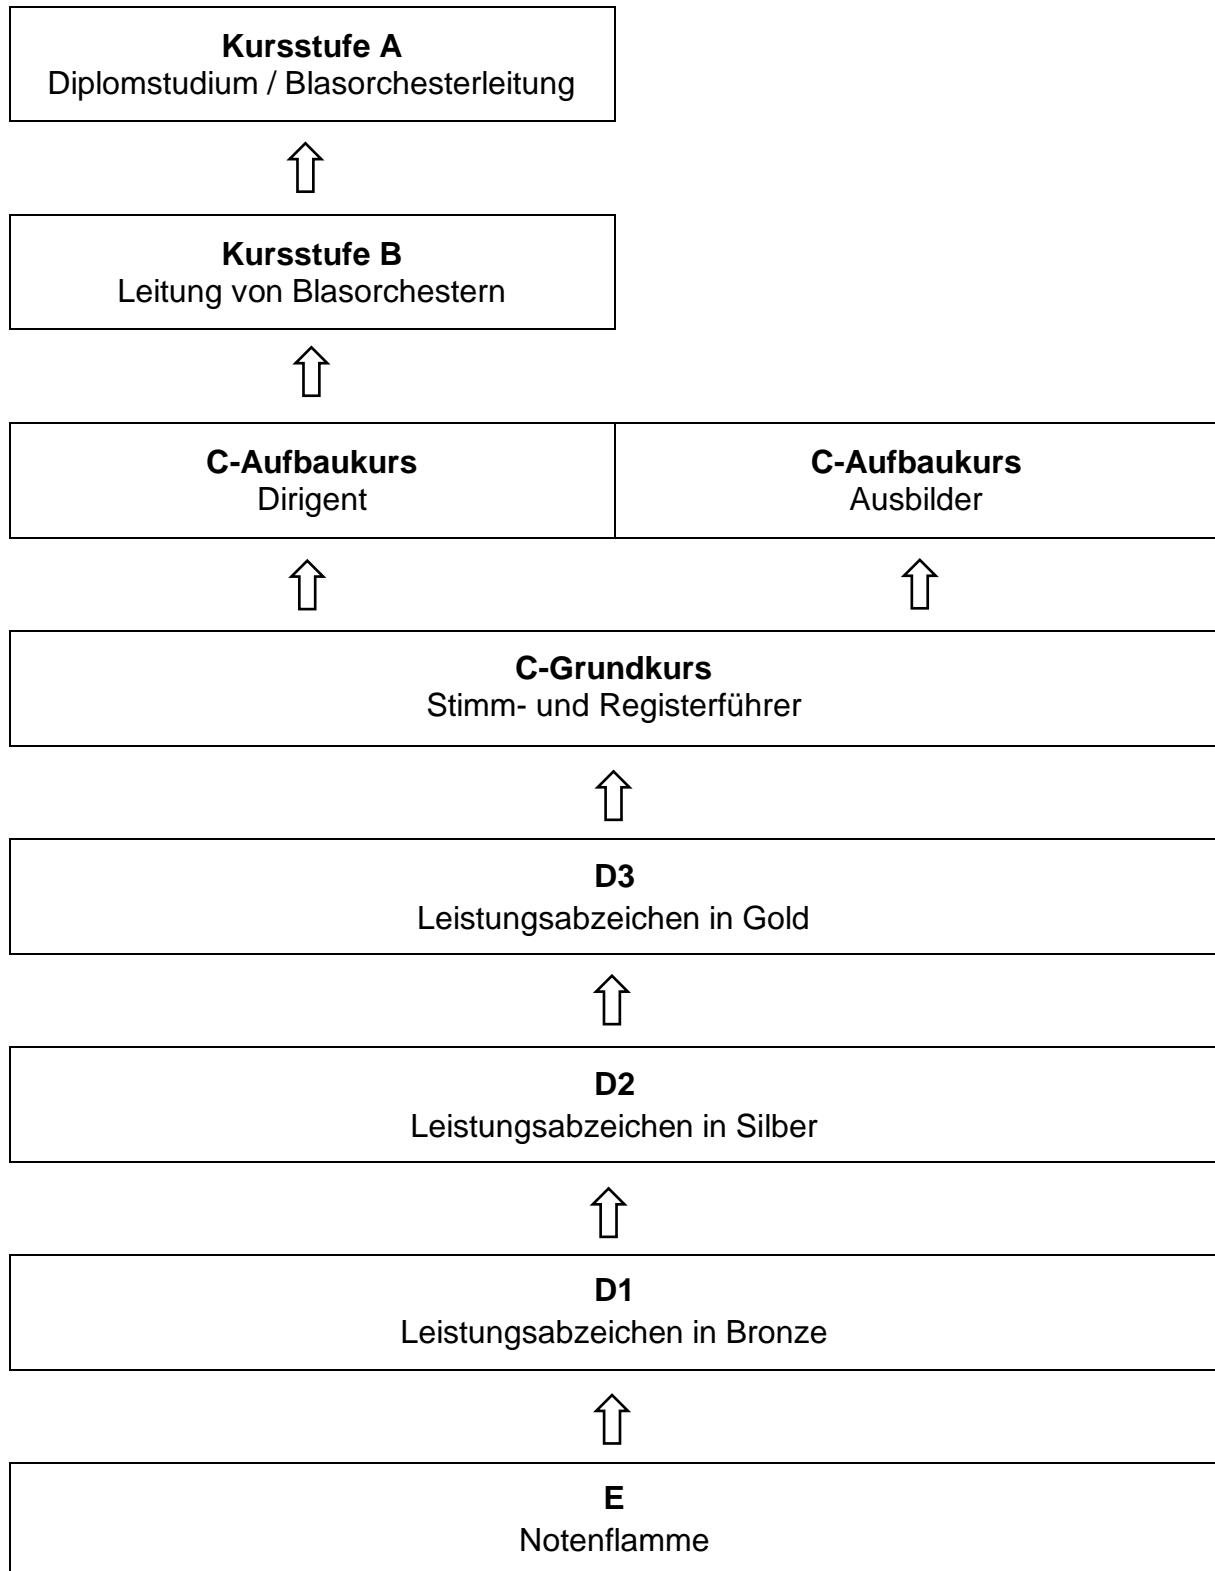 Kursstufe A
Diplomstudium / Blasorchesterleitung
Kursstufe B
Leitung von Blasorchestern
C-Aufbaukurs
Dirigent
C-Aufbaukurs
Ausbilder
C-Grundkurs
Stimm- und Registerführer
D3
Leistungsabzeichen in Gold
D2
Leistungsabzeichen in Silber
D1
Leistungsabzeichen in Bronze
E
Notenflamme